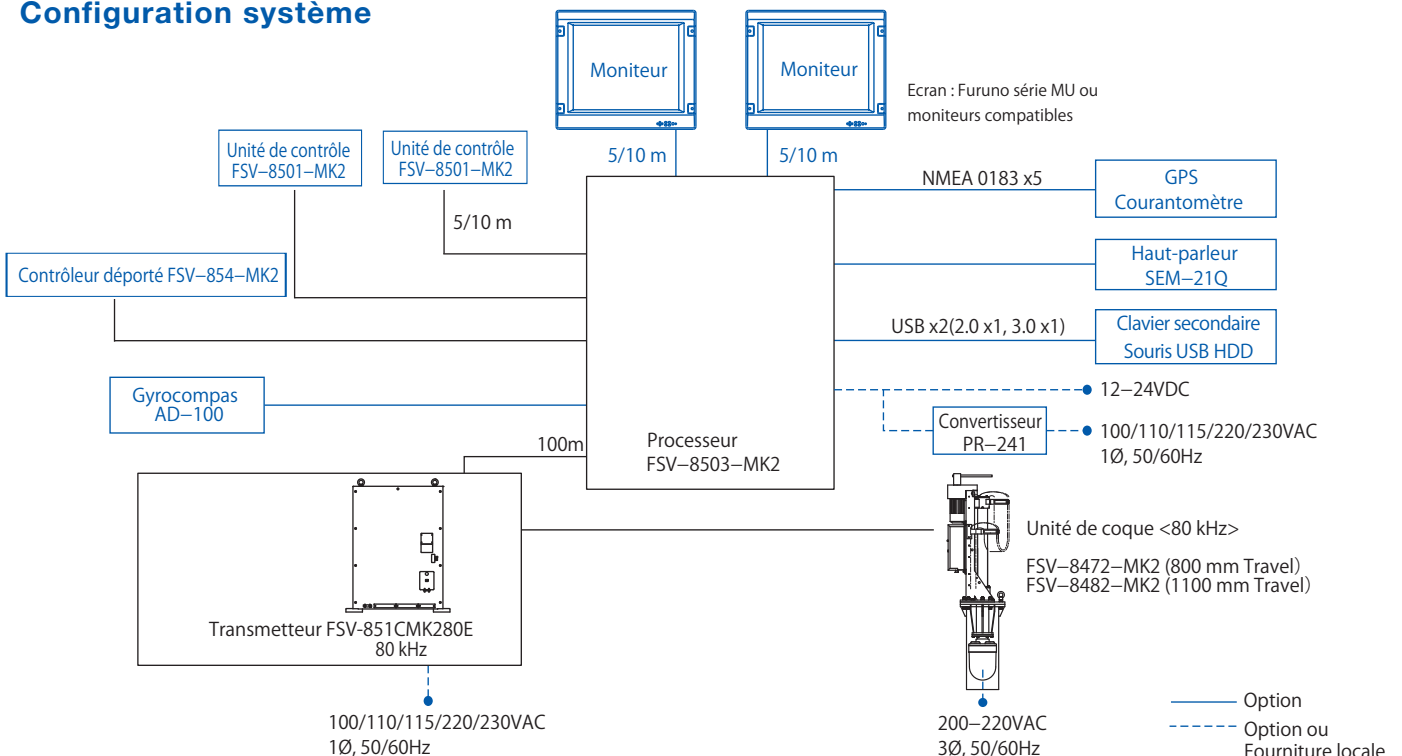 Configuration système
Moniteur
Moniteur
Ecran : Furuno série MU ou
moniteurs compatibles
Unité de contrôle
FSV–8501–MK2
Unité de contrôle
FSV–8501–MK2
5/10 m
5/10 m
5/10 m
NMEA 0183 x5
GPS
Courantomètre
Contrôleur déporté FSV–854–MK2
Haut-parleur
SEM–21Q
USB x2(2.0 x1, 3.0 x1)
Clavier secondaire
Souris USB HDD
Gyrocompas
AD–100
12–24VDC
Convertisseur
PR–241
100/110/115/220/230VAC
1Ø, 50/60Hz
100m
Processeur
FSV–8503–MK2
Unité de coque <80 kHz>
FSV–8472–MK2 (800 mm Travel)
FSV–8482–MK2 (1100 mm Travel)
Transmetteur FSV-851CMK280E
80 kHz
100/110/115/220/230VAC
1Ø, 50/60Hz
200–220VAC
3Ø, 50/60Hz
Option
Option ou
Fourniture locale